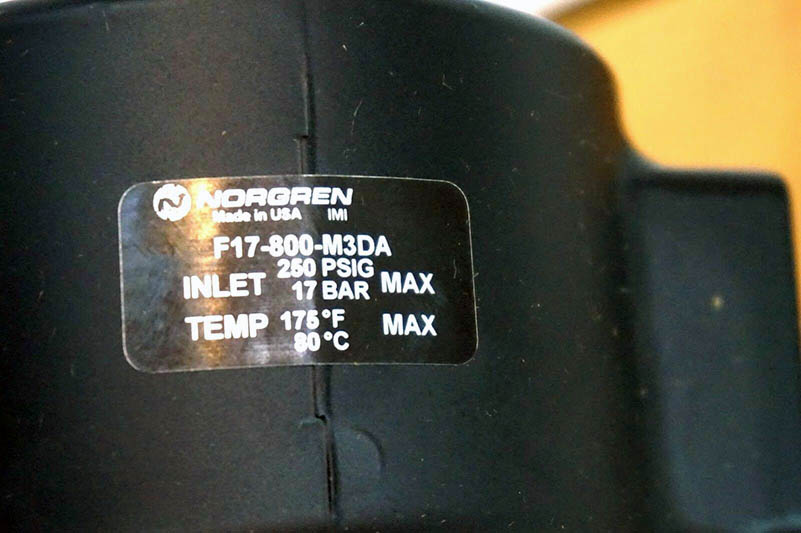 NORGREN
Made in USA IMI
F17-800-M3DA
INLET 250 PSIG 17 BAR MAX
TEMP 175°F 80°C MAX